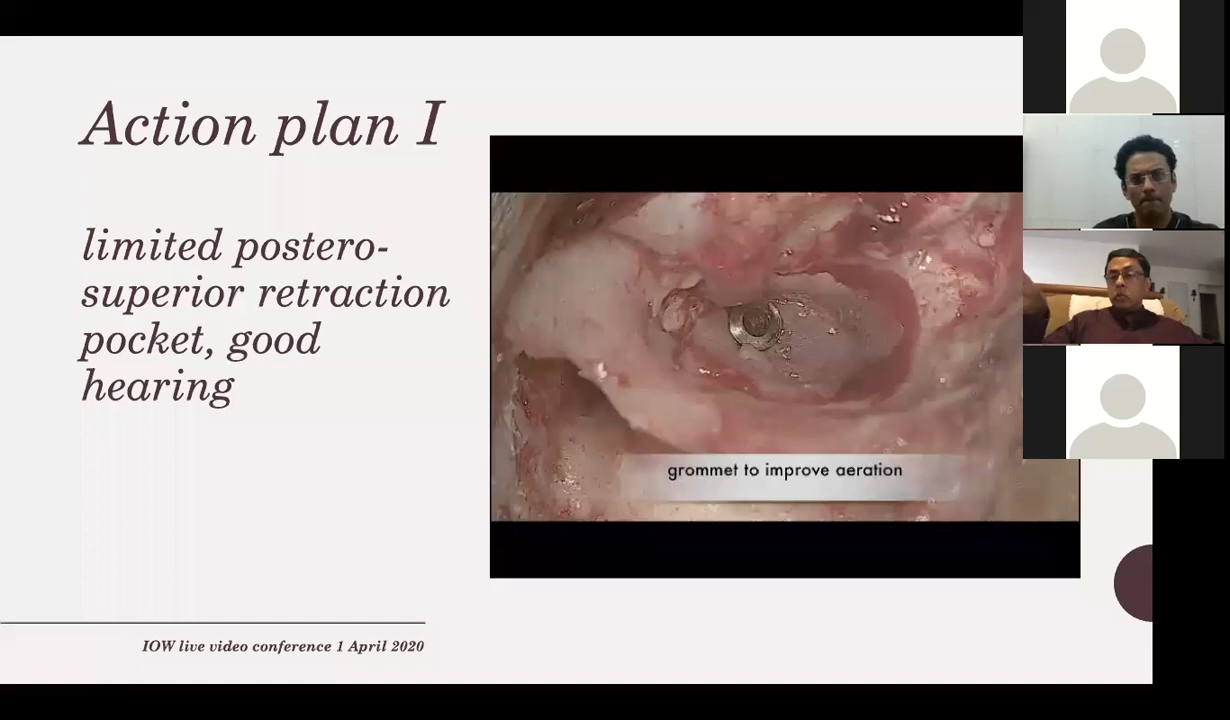 Action plan I
limited postero-
superior retraction
pocket, good
hearing
grommet to improve aeration
IOW live video conference 1 April 2020